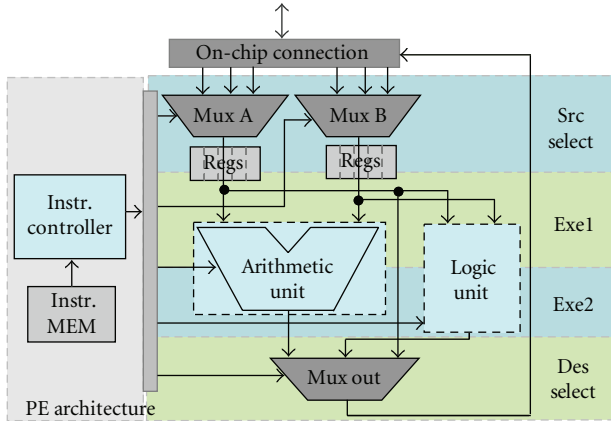 On-chip connection
Mux A
Mux B
Src
select
Regs
Regs
Instr.
controller
Exe1
Arithmetic
unit
Logic
unit
Instr.
MEM
Exe2
Mux out
Des
select
PE architecture